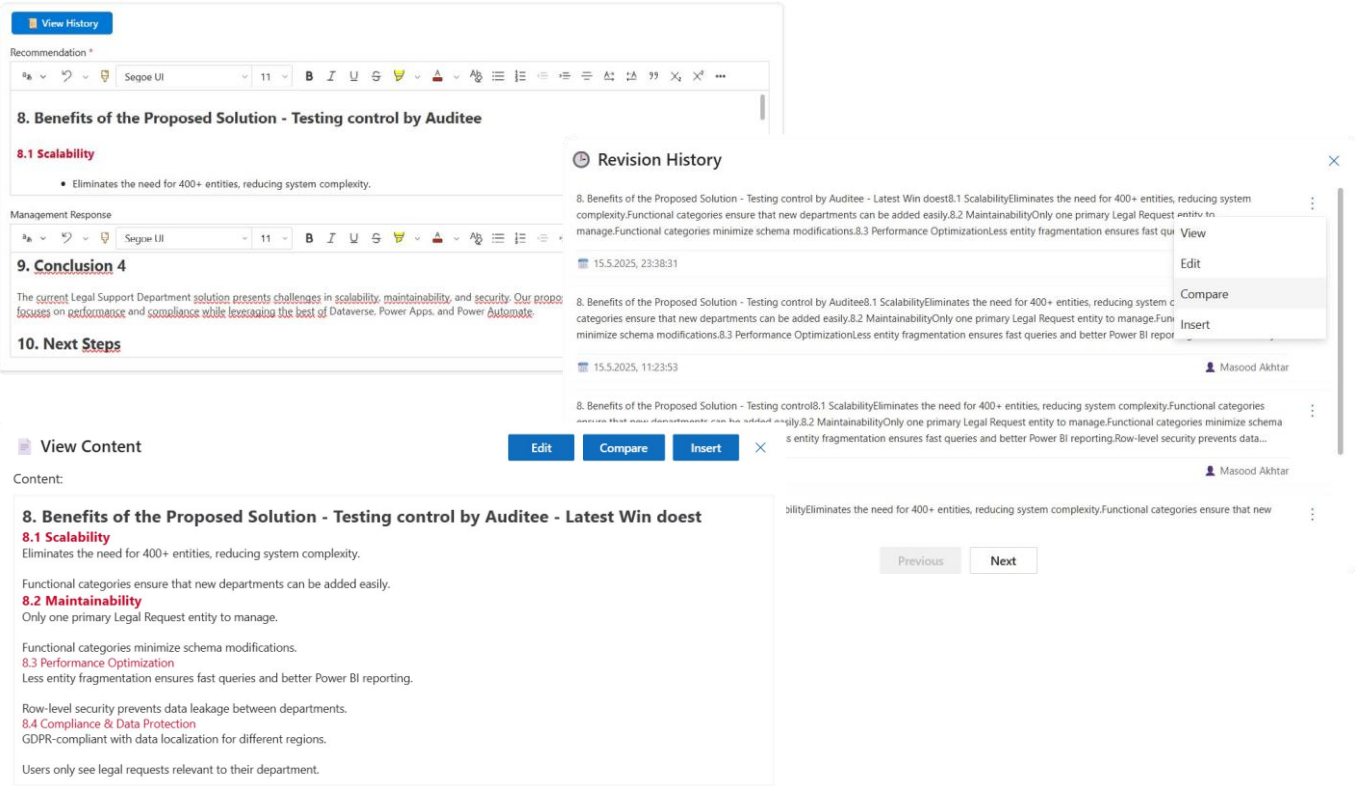 View History
Recommendation *
Segoe UI 11 B I U S A
8. Benefits of the Proposed Solution - Testing control by Auditee
8.1 Scalability
• Eliminates the need for 400+ entities, reducing system complexity.
Management Response
Segoe UI 11 B I U S A
9. Conclusion 4
The current Legal Support Department solution presents challenges in scalability, maintainability, and security. Our propo
focuses on performance and compliance while leveraging the best of Dataverse, Power Apps, and Power Automate.
10. Next Steps
Revision History
8. Benefits of the Proposed Solution - Testing control by Auditee - Latest Win doest8.1 ScalabilityEliminates the need for 400+ entities, reducing system
complexity.Functional categories ensure that new departments can be added easily.8.2 MaintainabilityOnly one primary Legal Request entity to
manage.Functional categories minimize schema modifications.8.3 Performance OptimizationLess entity fragmentation ensures fast que
15.5.2025, 23:38:31
View
Edit
Compare
Insert
8. Benefits of the Proposed Solution - Testing control by Auditee8.1 ScalabilityEliminates the need for 400+ entities, reducing system c
categories ensure that new departments can be added easily.8.2 MaintainabilityOnly one primary Legal Request entity to manage.Fun
minimize schema modifications.8.3 Performance OptimizationLess entity fragmentation ensures fast queries and better Power BI repor
15.5.2025, 11:23:53
Masood Akhtar
8. Benefits of the Proposed Solution - Testing control8.1 ScalabilityEliminates the need for 400+ entities, reducing system complexity.Functional categories
ensure that new departments can be added easily.8.2 MaintainabilityOnly one primary Legal Request entity to manage.Functional categories minimize schema
s entity fragmentation ensures fast queries and better Power BI reporting.Row-level security prevents data...
Masood Akhtar
bilityEliminates the need for 400+ entities, reducing system complexity.Functional categories ensure that new
Previous
Next
View Content
Edit
Compare
Insert
Content:
8. Benefits of the Proposed Solution - Testing control by Auditee - Latest Win doest
8.1 Scalability
Eliminates the need for 400+ entities, reducing system complexity.
Functional categories ensure that new departments can be added easily.
8.2 Maintainability
Only one primary Legal Request entity to manage.
Functional categories minimize schema modifications.
8.3 Performance Optimization
Less entity fragmentation ensures fast queries and better Power BI reporting.
Row-level security prevents data leakage between departments.
8.4 Compliance & Data Protection
GDPR-compliant with data localization for different regions.
Users only see legal requests relevant to their department.